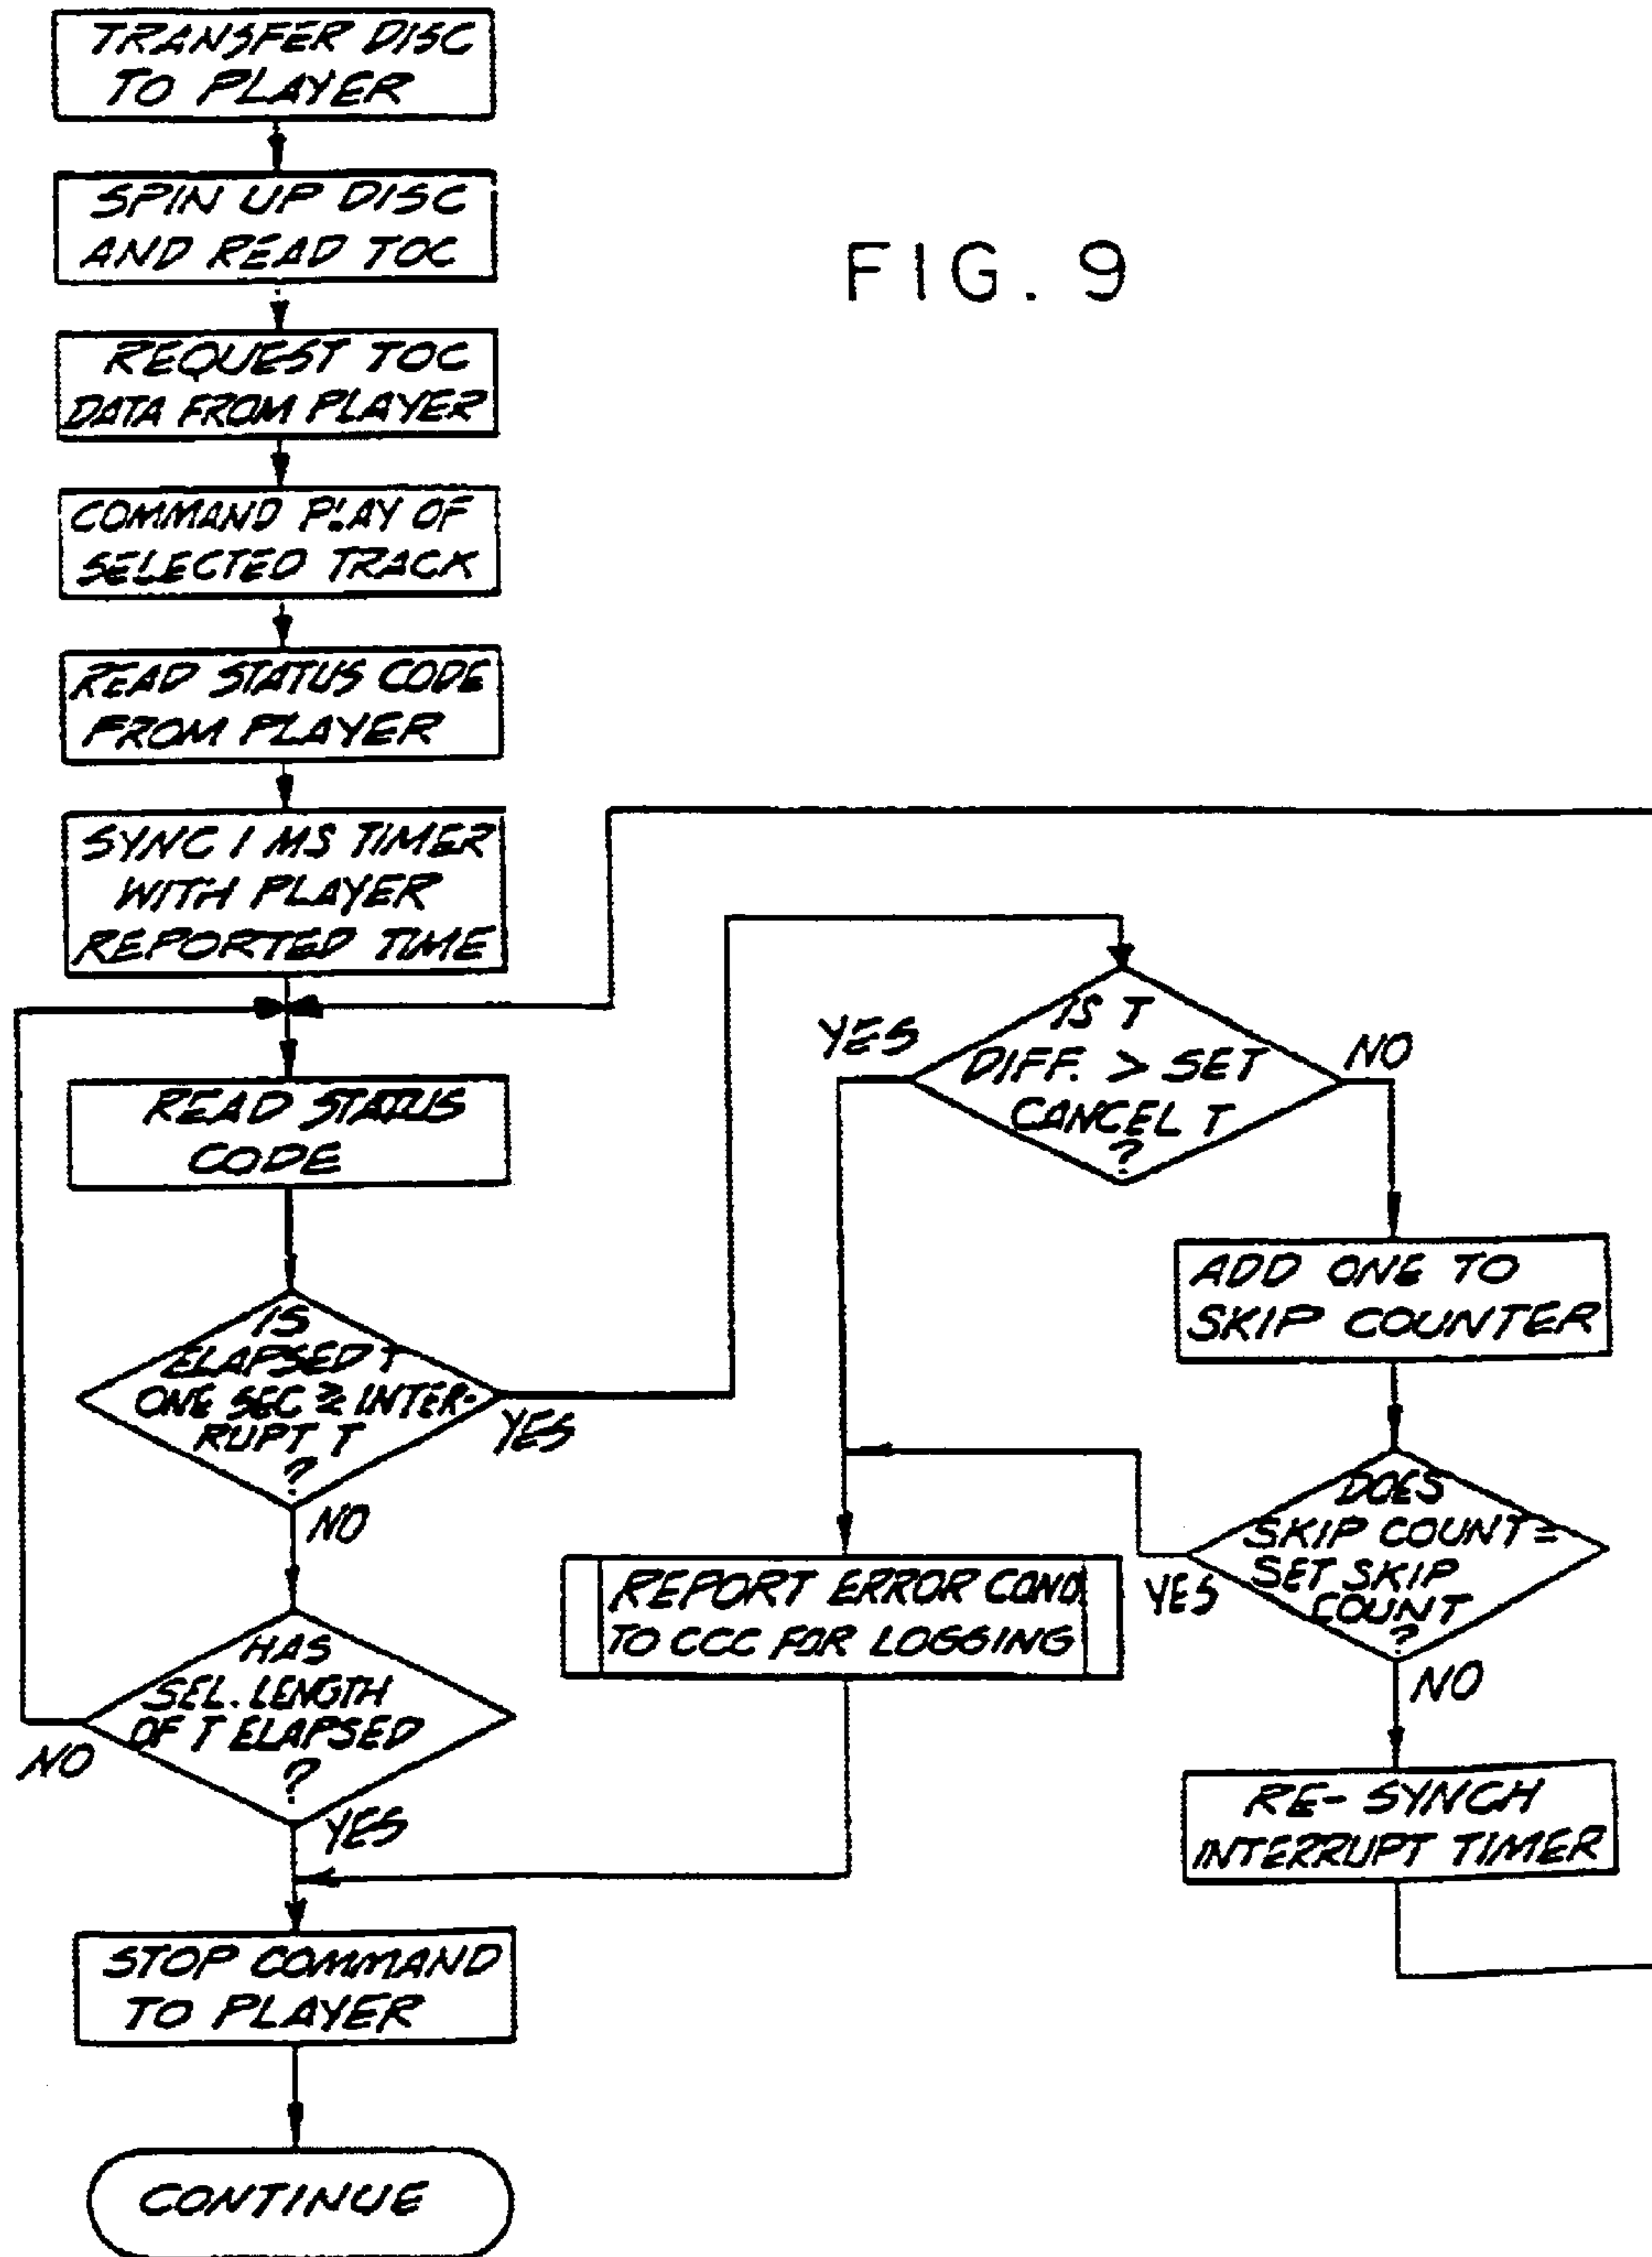 TRANSFER DISC
TO PLAYER
SPIN UP DISC
AND READ TOC
FIG. 9
REQUEST TOC
DATA FROM PLAYER
COMMAND PLAY OF
SELECTED TRACK
READ STATUS CODE
FROM PLAYER
SYNC 1 MS TIMER
WITH PLAYER
REPORTED TIME
READ STATUS
CODE
IS
ELAPSED T
ONE SEC ≥ INTER-
RUPT T
?
YES
NO
HAS
SEL. LENGTH
OF T ELAPSED
?
NO
YES
STOP COMMAND
TO PLAYER
CONTINUE
IS T
DIFF. > SET
CANCEL T
?
YES
NO
ADD ONE TO
SKIP COUNTER
DOES
SKIP COUNT =
SET SKIP
COUNT
?
YES
NO
REPORT ERROR COND.
TO CCC FOR LOGGING
RE-SYNCH
INTERRUPT TIMER